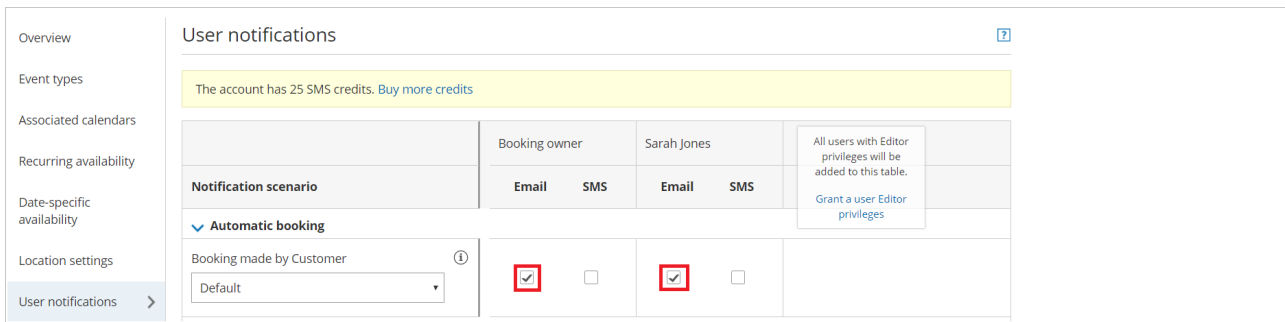 Overview
Event types
Associated calendars
Recurring availability
Date-specific
availability
Location settings
User notifications
User notifications
?
The account has 25 SMS credits. Buy more credits
Booking owner
Sarah Jones
All users with Editor
privileges will be
added to this table.
Grant a user Editor
privileges
Notification scenario
Email SMS Email SMS
Automatic booking
Booking made by Customer
i
Default